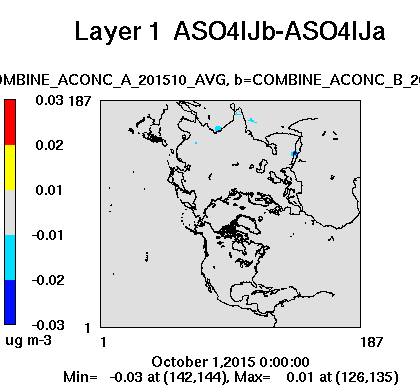 Layer 1 ASO4IJb-ASO4IJa
OMBINE_ACONC_A_201510_AVG, b=COMBINE_ACONC_B_20
0.03
0.02
0.01
-0.01
-0.02
-0.03
ug m-3
187
1
1
187
October 1,2015 0:00:00
Min= -0.03 at (142,144), Max= 0.01 at (126,135)